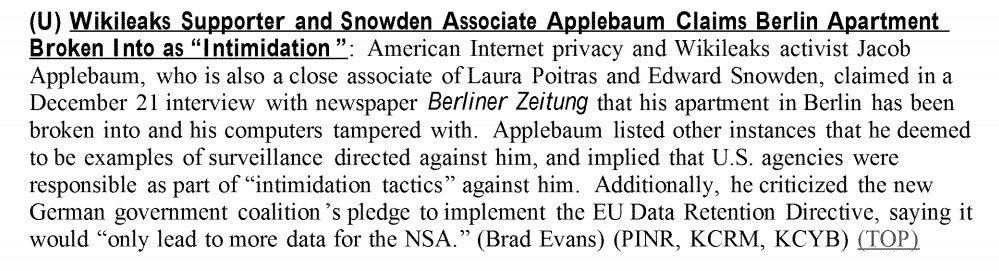 (U) Wikileaks Supporter and Snowden Associate Applebaum Claims Berlin Apartment
Broken Into as “Intimidation”: American Internet privacy and Wikileaks activist Jacob
Applebaum, who is also a close associate of Laura Poitras and Edward Snowden, claimed in a
December 21 interview with newspaper Berliner Zeitung that his apartment in Berlin has been
broken into and his computers tampered with. Applebaum listed other instances that he deemed
to be examples of surveillance directed against him, and implied that U.S. agencies were
responsible as part of “intimidation tactics” against him. Additionally, he criticized the new
German government coalition’s pledge to implement the EU Data Retention Directive, saying it
would “only lead to more data for the NSA.” (Brad Evans) (PINR, KCRM, KCYB) (TOP)